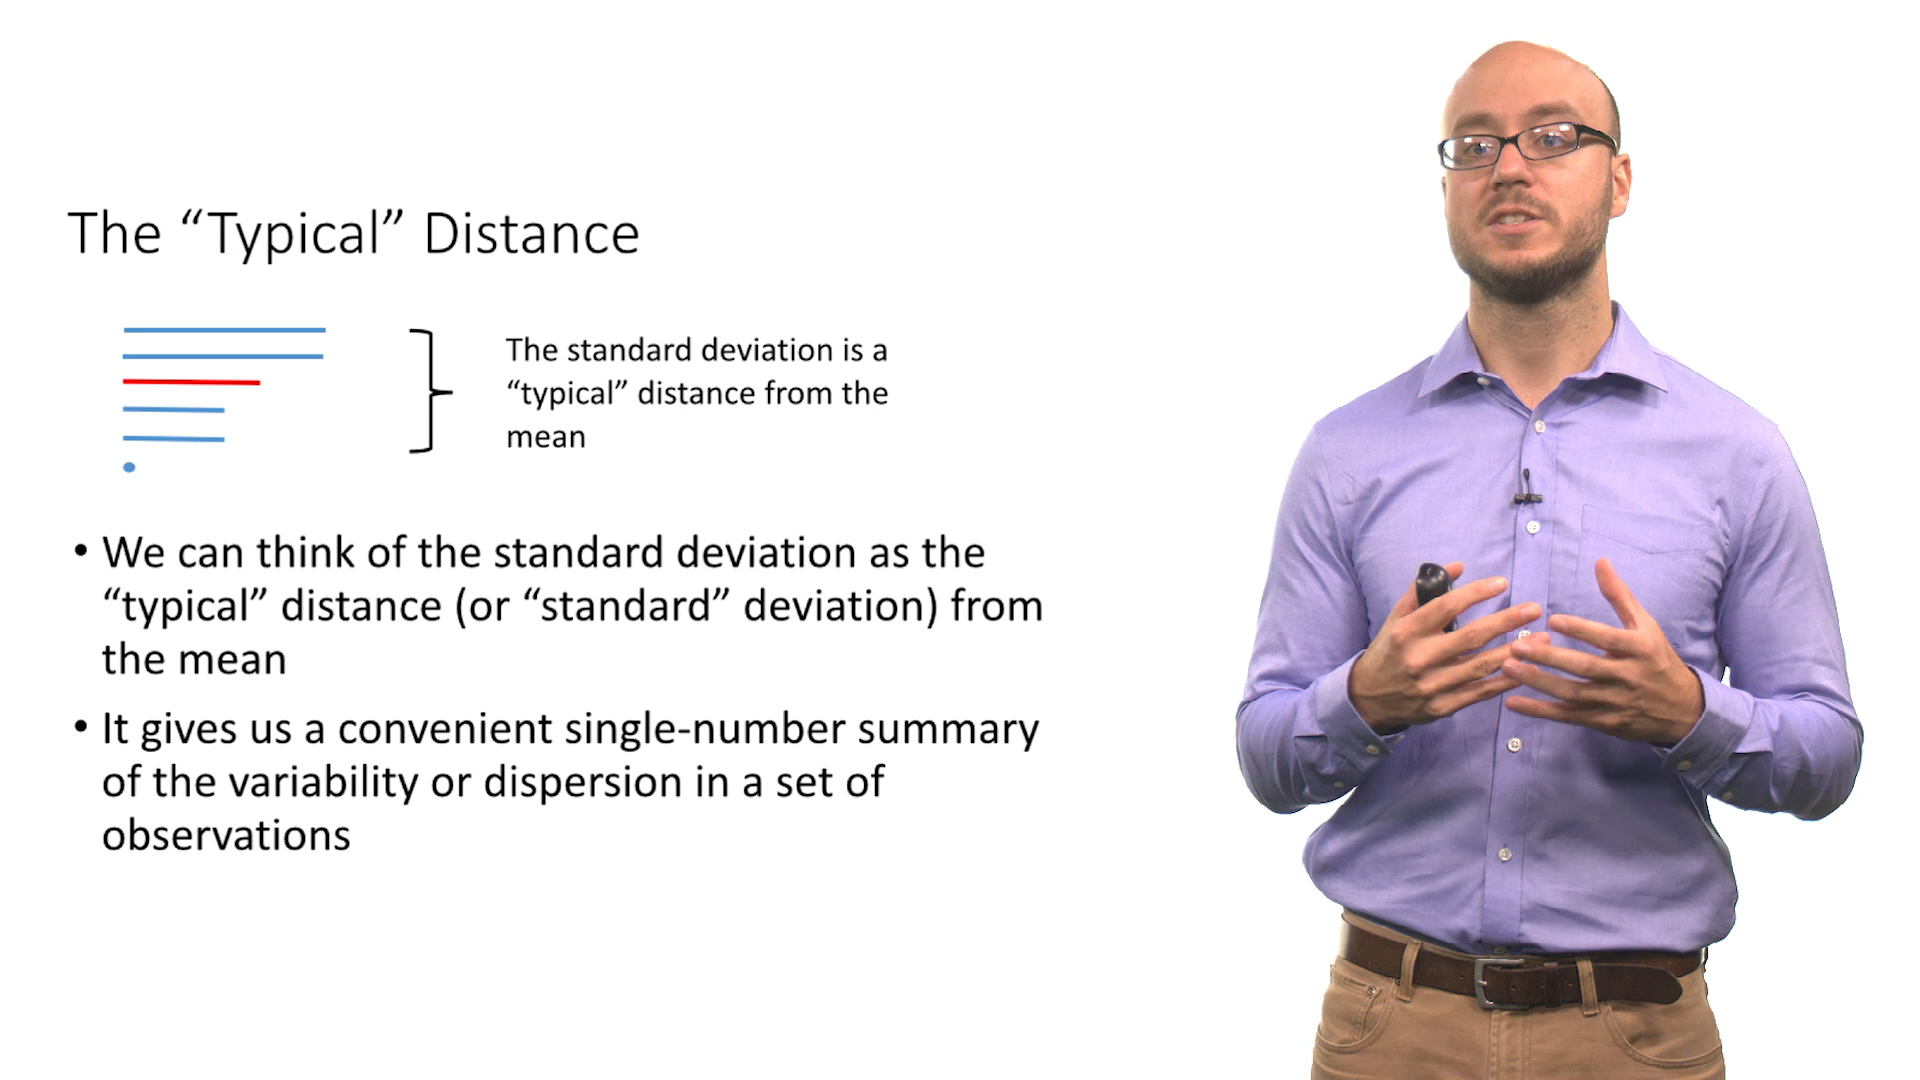 The “Typical” Distance
The standard deviation is a
“typical” distance from the
mean
• We can think of the standard deviation as the
“typical” distance (or “standard” deviation) from
the mean
• It gives us a convenient single-number summary
of the variability or dispersion in a set of
observations